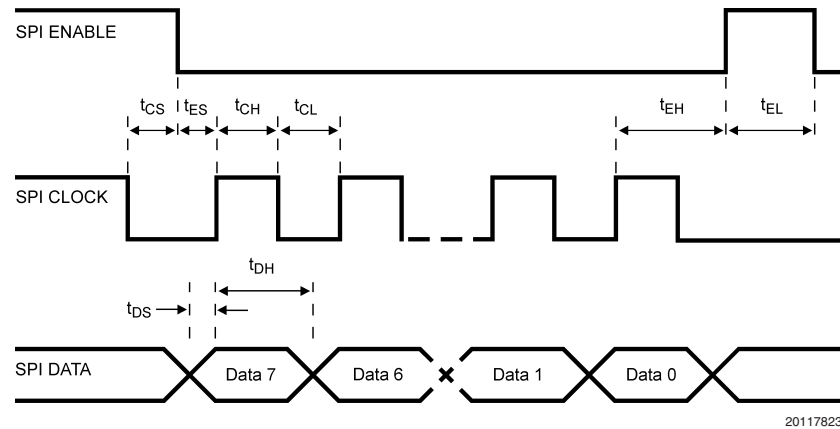 SPI ENABLE
tCS tES tCH tCL tEH tEL
SPI CLOCK
tDH
tDS
SPI DATA Data 7 Data 6 Data 1 Data 0
20117823